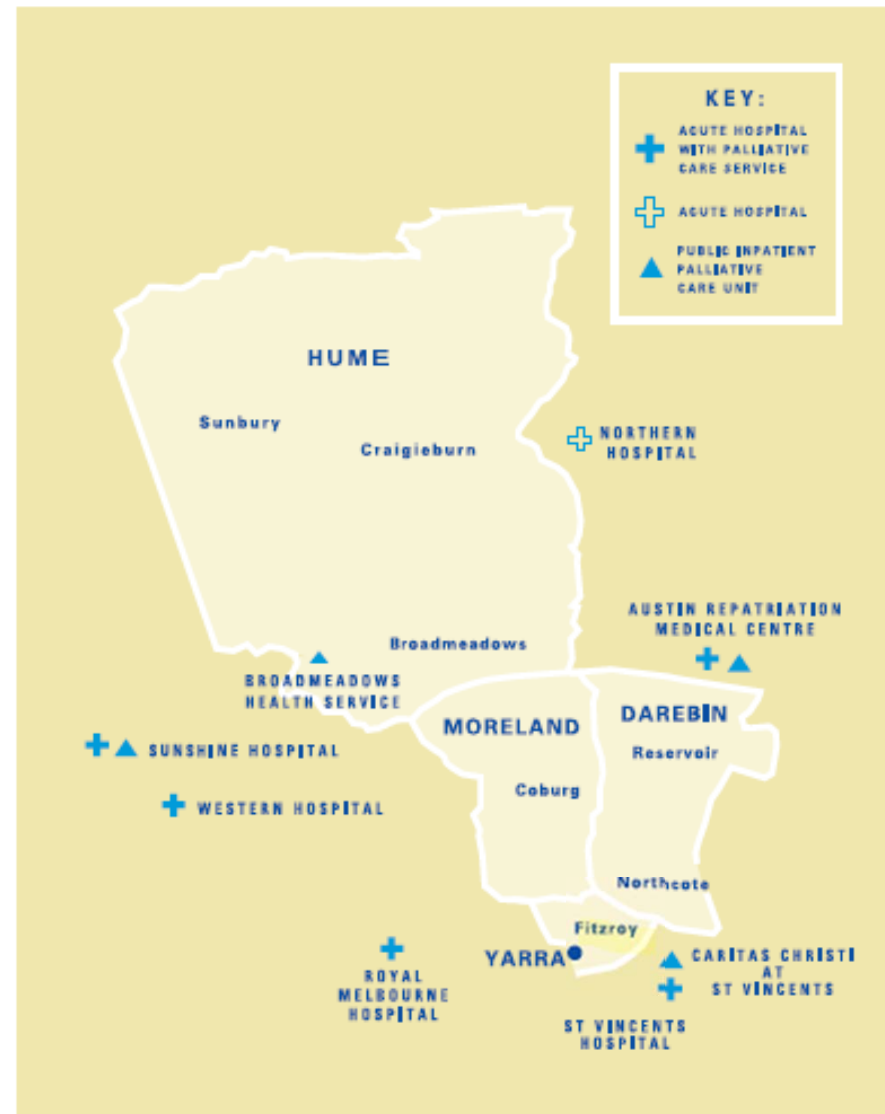 KEY:
ACUTE HOSPITAL
WITH PALLIATIVE
CARE SERVICE
ACUTE HOSPITAL
PUBLIC INPATIENT
PALLIATIVE
CARE UNIT
HUME
Sunbury
Craigieburn
NORTHERN
HOSPITAL
AUSTIN REPATRIATION
MEDICAL CENTRE
Broadmeadows
BROADMEADOWS
HEALTH SERVICE
MORELAND
DAREBIN
Reservoir
SUNSHINE HOSPITAL
Coburg
WESTERN HOSPITAL
Northcote
Fitzroy
YARRA
CARITAS CHRISTI
AT
ST VINCENTS
ROYAL
MELBOURNE
HOSPITAL
ST VINCENTS
HOSPITAL